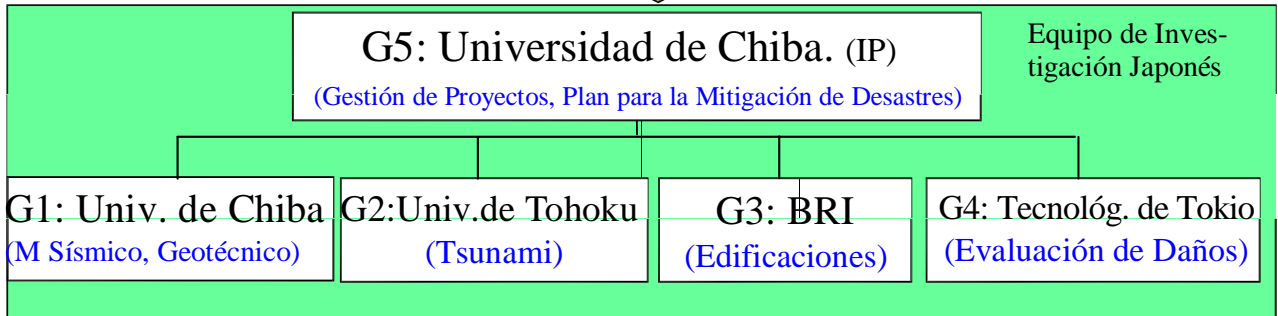 G5: Universidad de Chiba. (IP)
(Gestión de Proyectos, Plan para la Mitigación de Desastres)
Equipo de Inves-
tigación Japonés
G1: Univ. de Chiba
(M Sísmico, Geotécnico)
G2:Univ.de Tohoku
(Tsunami)
G3: BRI
(Edificaciones)
G4: Tecnológ. de Tokio
(Evaluación de Daños)